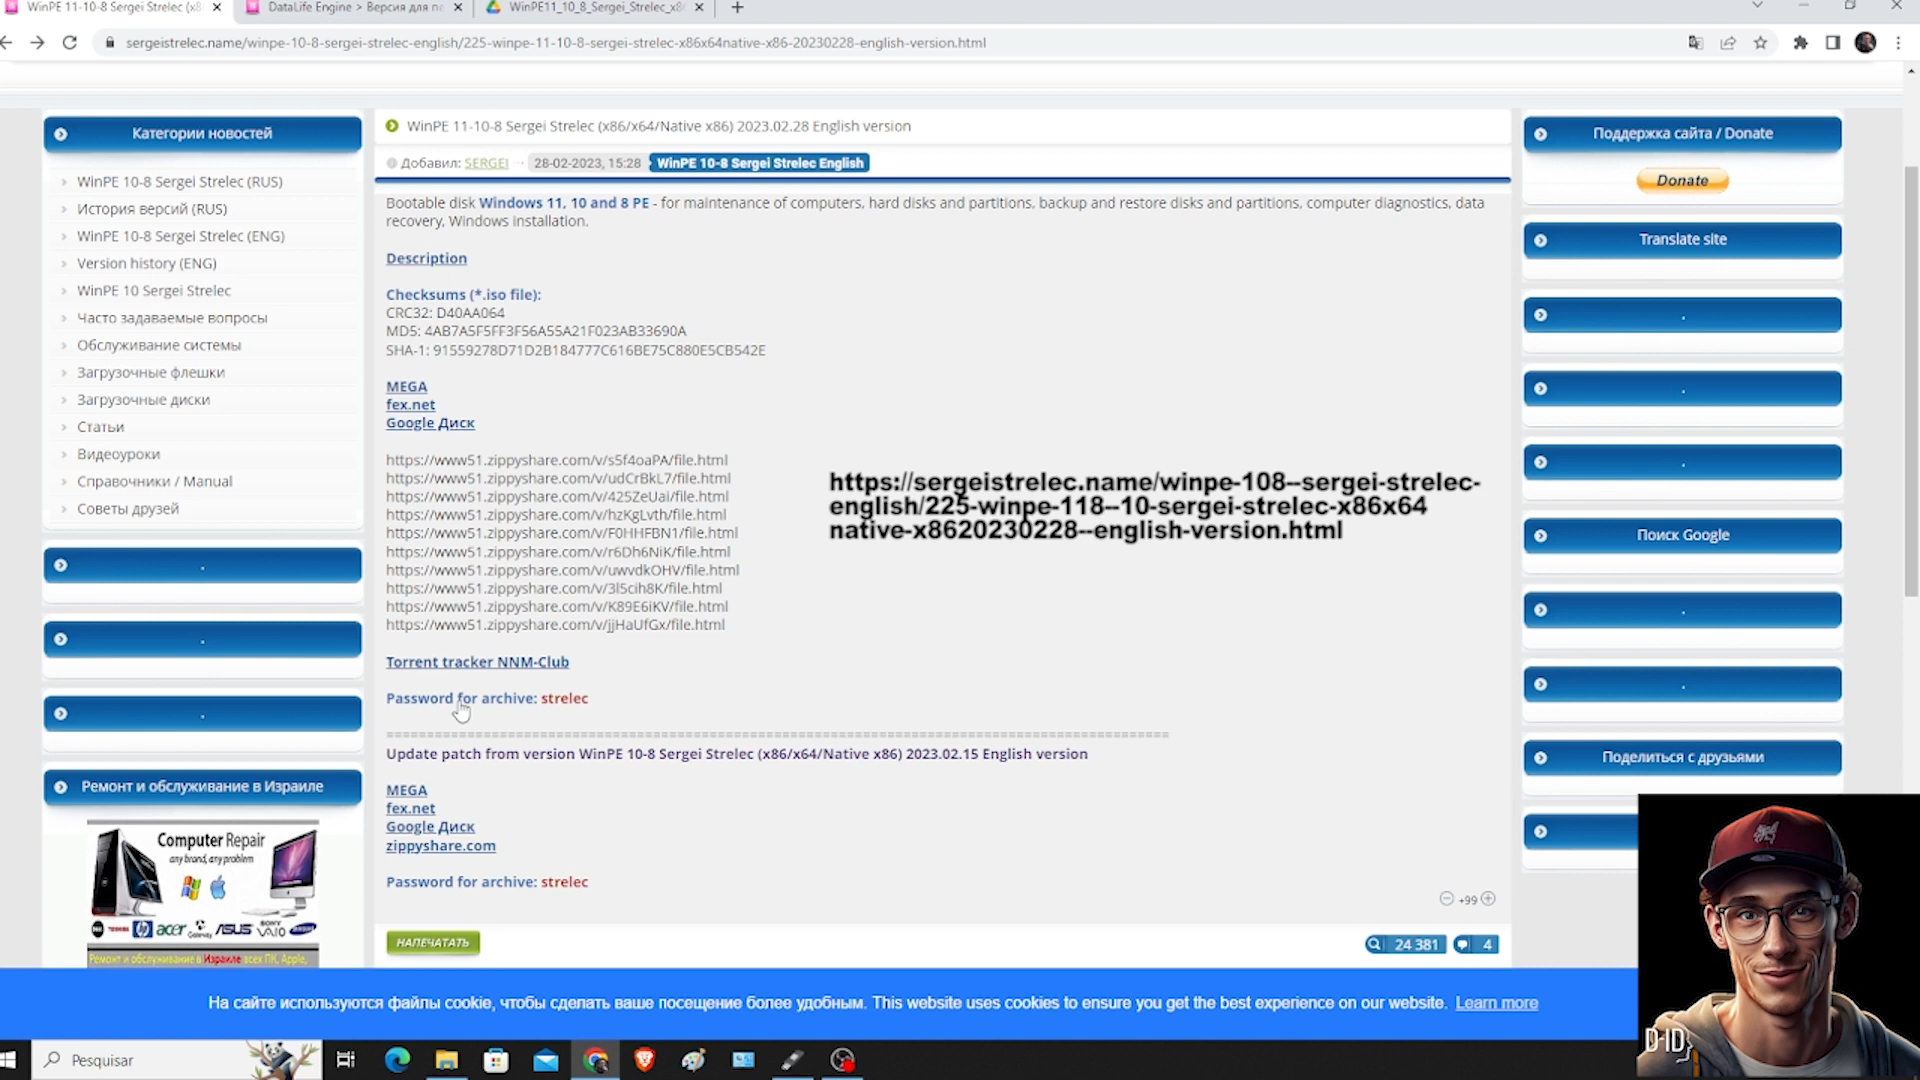 WinPE 11-10-8 Sergei Strelec (x8
DataLife Engine > Версия для пе
WinPE11_10_8_Sergei_Strelec_x8
sergeistrelec.name/winpe-10-8-sergei-strelec-english/225-winpe-11-10-8-sergei-strelec-x86x64native-x86-20230228-english-version.html
Категории новостей
WinPE 10-8 Sergei Strelec (RUS)
История версий (RUS)
WinPE 10-8 Sergei Strelec (ENG)
Version history (ENG)
WinPE 10 Sergei Strelec
Часто задаваемые вопросы
Обслуживание системы
Загрузочные флешки
Загрузочные диски
Статьи
Видеоуроки
Справочники / Manual
Советы друзей
.
.
.
Ремонт и обслуживание в Израиле
Computer Repair
any brand, any problem
hp acer ASUS SONY VAIO
Ремонт и обслуживание в Израиле всех ПК, Apple,
WinPE 11-10-8 Sergei Strelec (x86/x64/Native x86) 2023.02.28 English version
Добавил: SERGEI 28-02-2023, 15:28 WinPE 10-8 Sergei Strelec English
Bootable disk Windows 11, 10 and 8 PE - for maintenance of computers, hard disks and partitions, backup and restore disks and partitions, computer diagnostics, data
recovery, Windows installation.
Description
Checksums (*.iso file):
CRC32: D40AA064
MD5: 4AB7A5F5FF3F56A55A21F023AB33690A
SHA-1: 91559278D71D2B184777C616BE75C880E5CB542E
MEGA
fex.net
Google Диск
https://www51.zippyshare.com/v/s5f4oaPA/file.html
https://www51.zippyshare.com/v/udCrBkL7/file.html
https://www51.zippyshare.com/v/425ZeUai/file.html
https://www51.zippyshare.com/v/hzKgLvth/file.html
https://www51.zippyshare.com/v/F0HHFBN1/file.html
https://www51.zippyshare.com/v/r6Dh6NiK/file.html
https://www51.zippyshare.com/v/uwvdkOHV/file.html
https://www51.zippyshare.com/v/3l5cih8K/file.html
https://www51.zippyshare.com/v/K89E6iKV/file.html
https://www51.zippyshare.com/v/jjHaUfGx/file.html
https://sergeistrelec.name/winpe-108--sergei-strelec-
english/225-winpe-118--10-sergei-strelec-x86x64
native-x8620230228--english-version.html
Torrent tracker NNM-Club
Password for archive: strelec
==================================================================================
Update patch from version WinPE 10-8 Sergei Strelec (x86/x64/Native x86) 2023.02.15 English version
MEGA
fex.net
Google Диск
zippyshare.com
Password for archive: strelec
+99
НАПЕЧАТАТЬ
24 381
4
Поддержка сайта / Donate
Donate
Translate site
.
.
.
Поиск Google
.
.
Поделиться с друзьями
На сайте используются файлы cookie, чтобы сделать ваше посещение более удобным. This website uses cookies to ensure you get the best experience on our website. Learn more
D-ID
Pesquisar